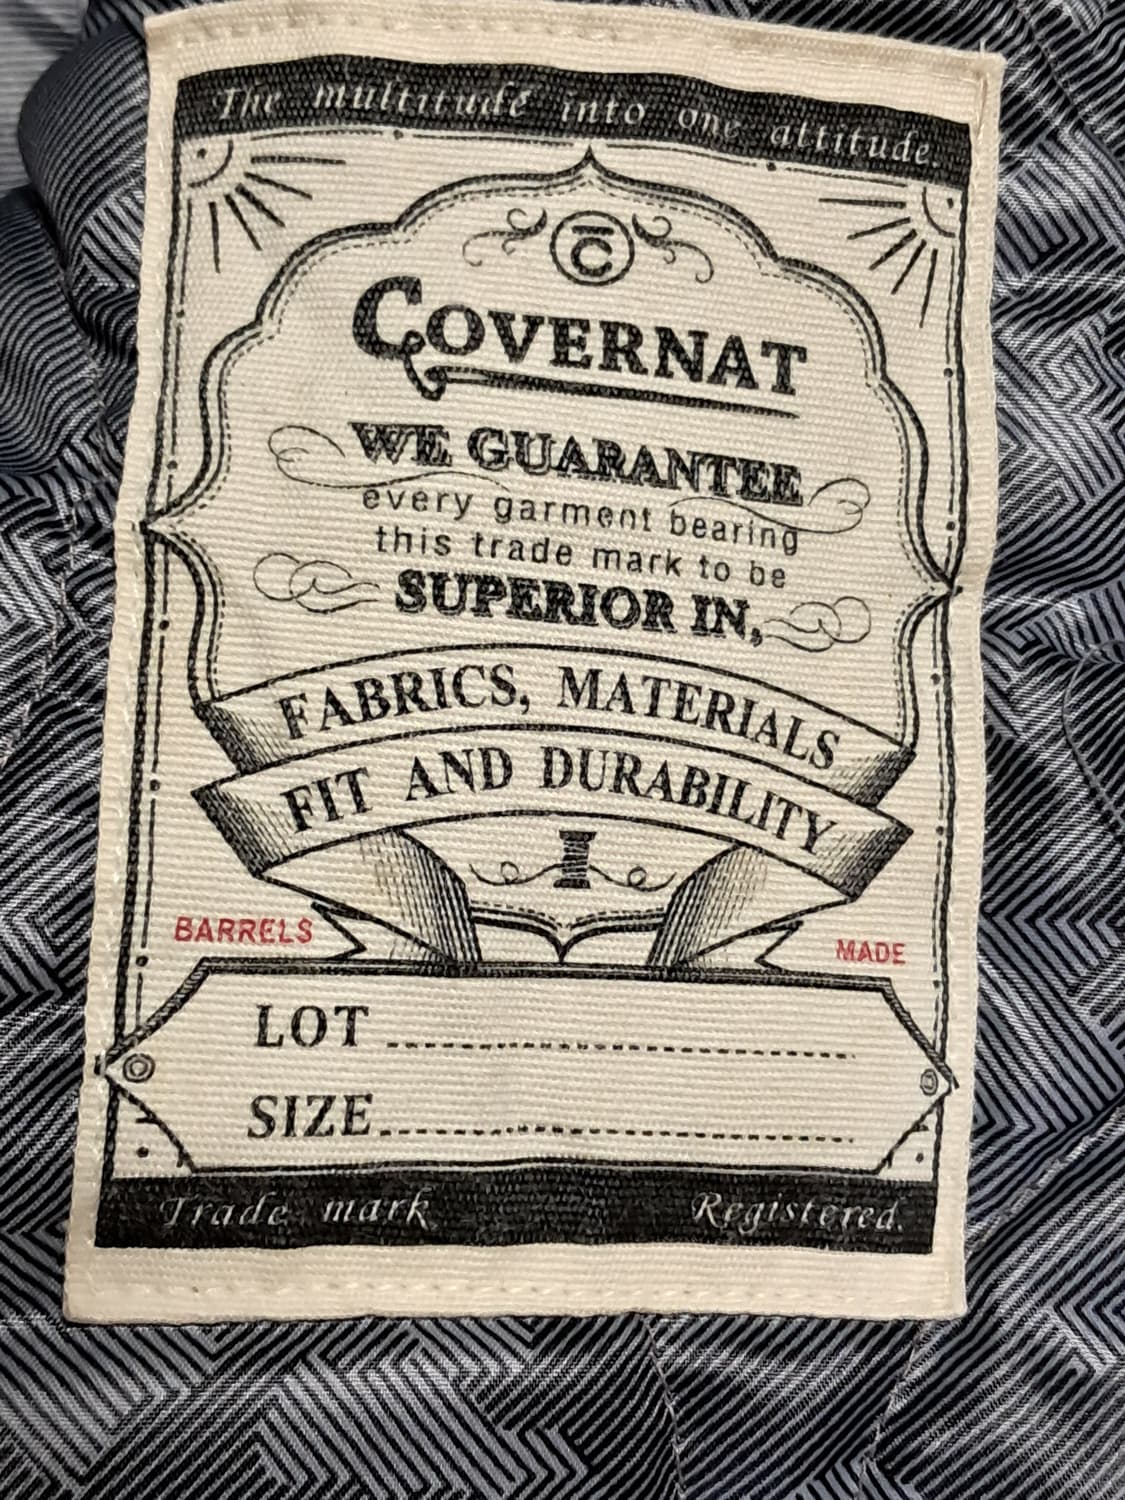 The multitude into one attitude.
C
COVERNAT
WE GUARANTEE
every garment bearing
this trade mark to be
SUPERIOR IN,
FABRICS, MATERIALS
FIT AND DURABILITY
I
BARRELS MADE
LOT
SIZE
Trade mark Registered.